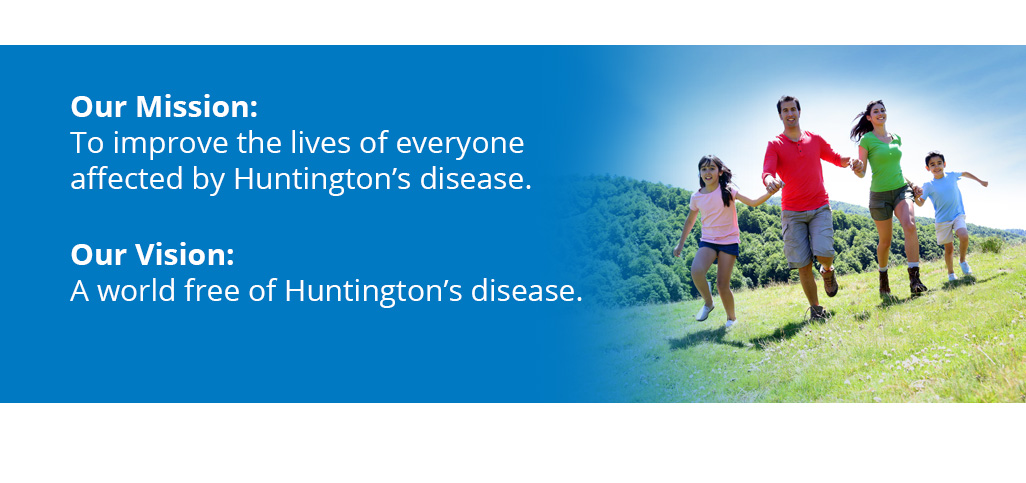 Our Mission:
To improve the lives of everyone
affected by Huntington’s disease.
Our Vision:
A world free of Huntington’s disease.